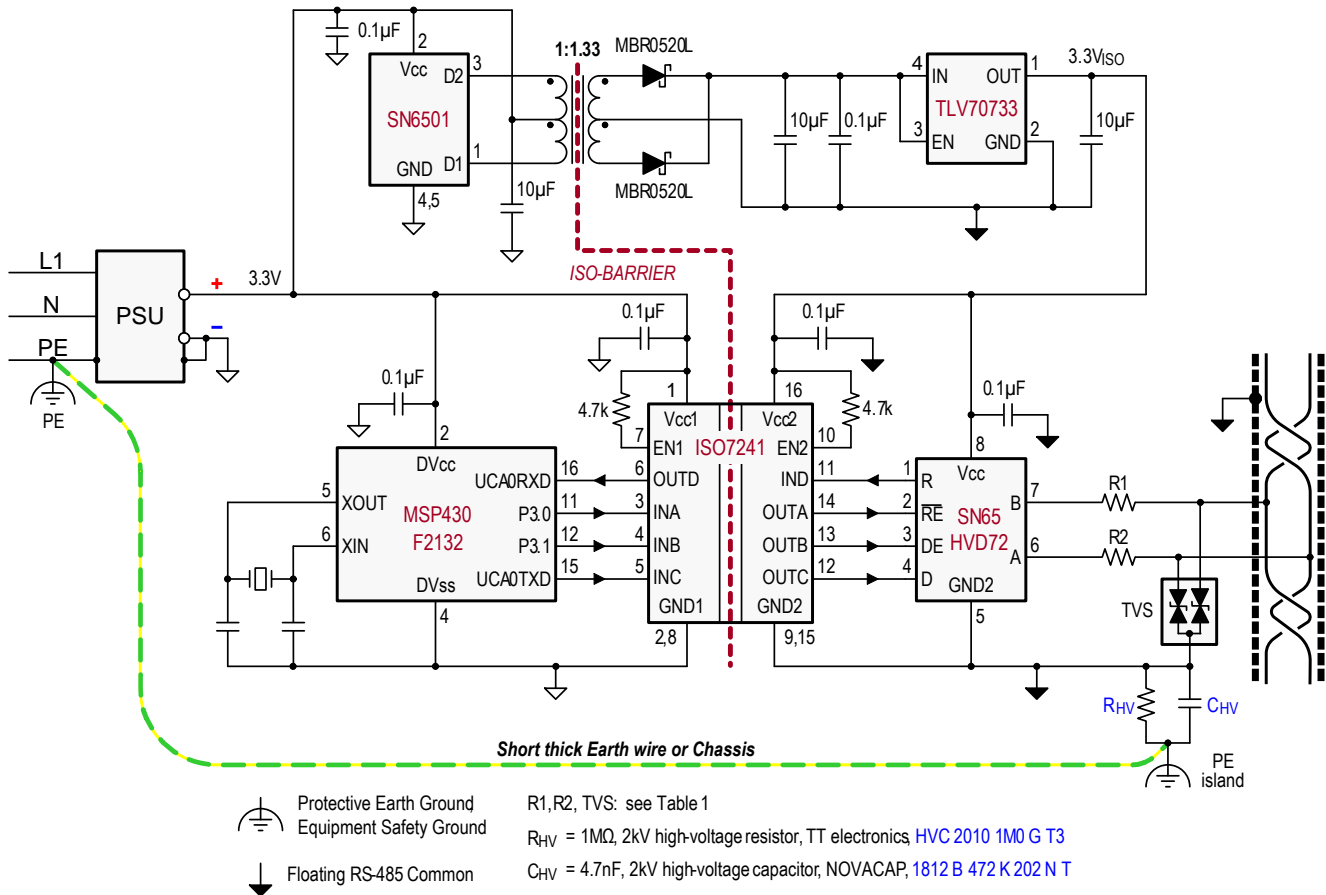 0.1µF
2
Vcc
D2
3
SN6501
D1
1
GND
4,5
1:1.33
MBR0520L
MBR0520L
10µF
10µF
0.1µF
4
IN
OUT
1
TLV70733
3
EN
GND
2
3.3VISO
10µF
L1
N
PE
PSU
+
−
3.3V
PE
ISO-BARRIER
0.1µF
0.1µF
0.1µF
0.1µF
4.7k
4.7k
1
16
Vcc1
Vcc2
7
EN1
ISO7241
EN2
10
6
OUTD
IND
11
3
INA
OUTA
14
4
INB
OUTB
13
5
INC
OUTC
12
GND1
GND2
2,8
9,15
2
DVcc
5
XOUT
UCA0RXD
16
MSP430
F2132
P3.0
11
6
XIN
P3.1
12
UCA0TXD
15
DVss
4
8
Vcc
1
R
B
7
2
RE
SN65
HVD72
3
DE
A
6
4
D
GND2
5
R1
R2
TVS
RHV
CHV
Short thick Earth wire or Chassis
PE
island
Protective Earth Ground
Equipment Safety Ground
Floating RS-485 Common
R1,R2, TVS: see Table 1
RHV = 1MΩ, 2kV high-voltage resistor, TT electronics, HVC 2010 1M0 G T3
CHV = 4.7nF, 2kV high-voltage capacitor, NOVACAP, 1812 B 472 K 202 N T